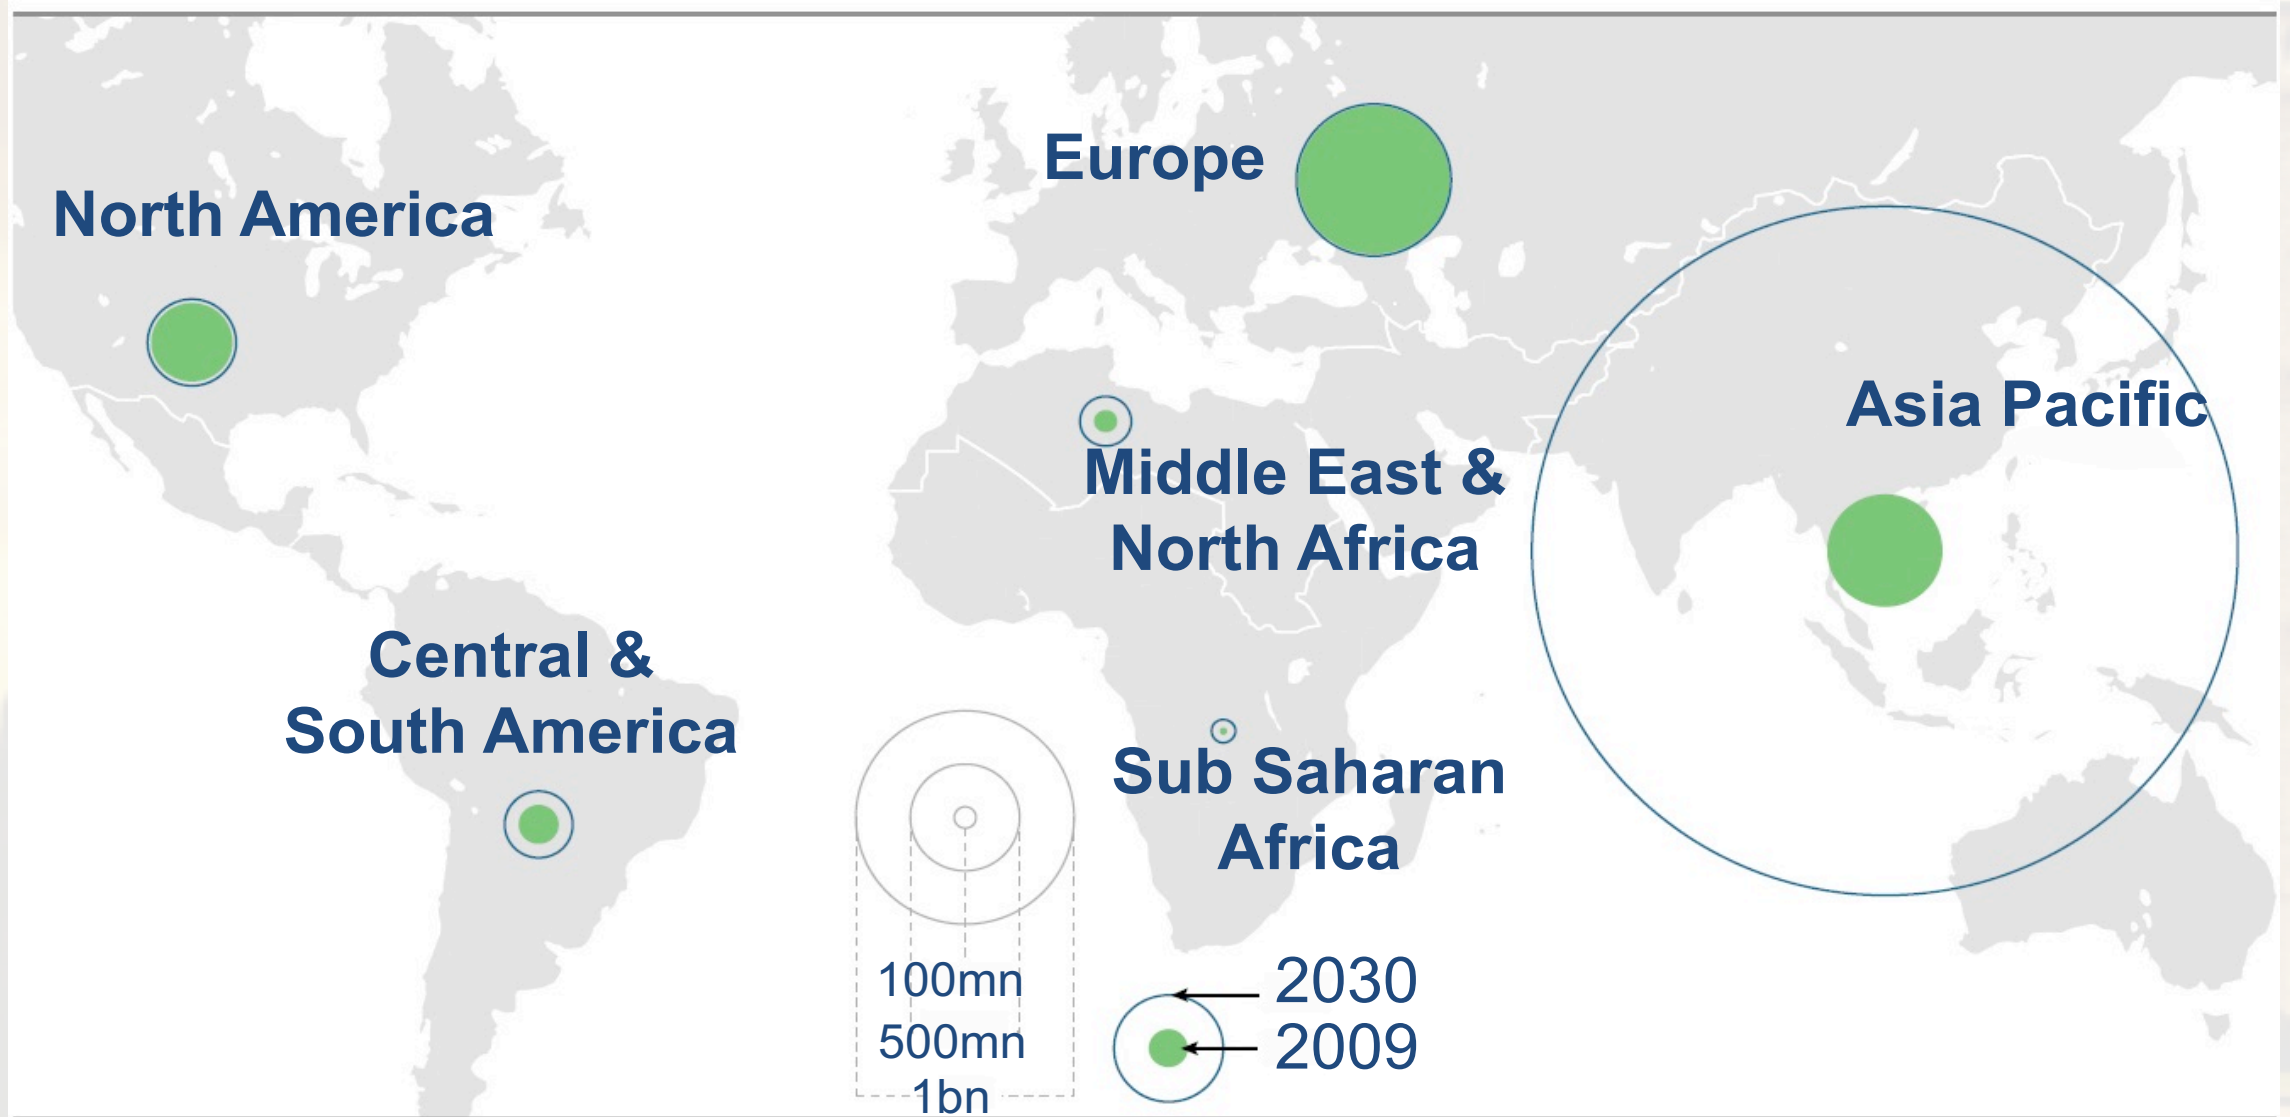 Europe
North America
Asia Pacific
Middle East &
North Africa
Central &
South America
Sub Saharan
Africa
100mn
500mn
1bn
2030
2009